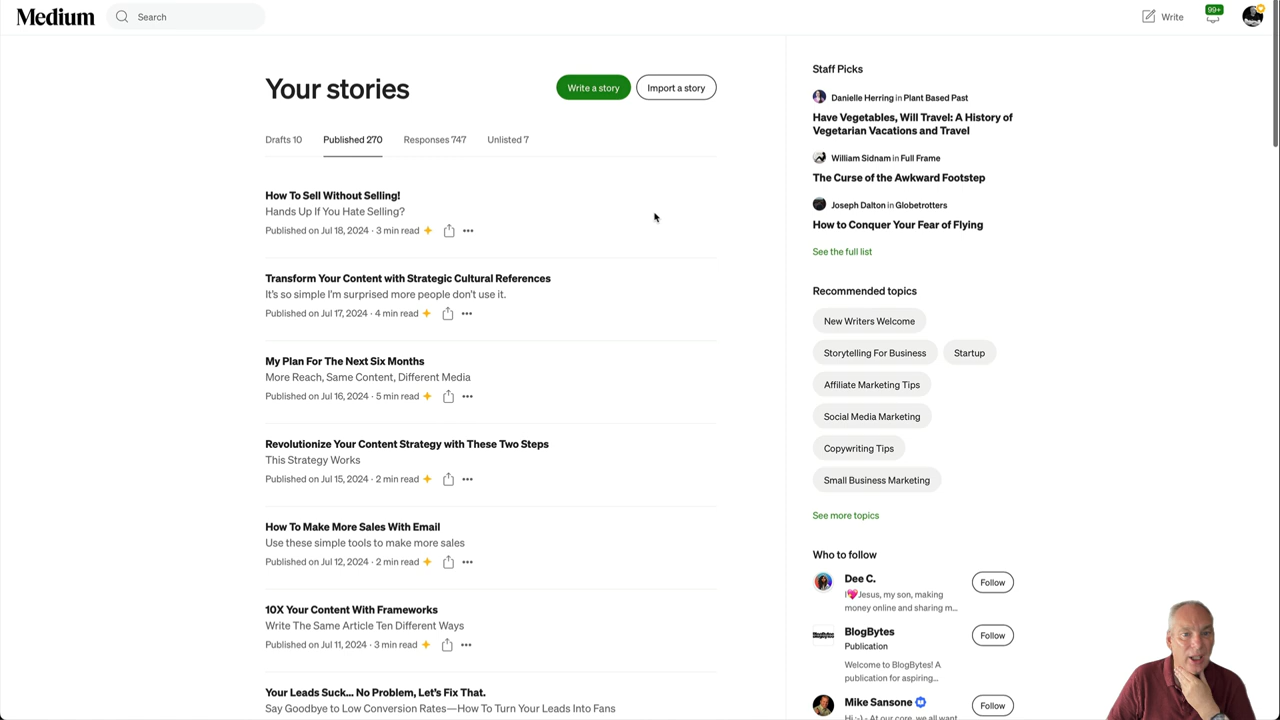 Medium
Search
Write
99+
Your stories
Write a story
Import a story
Drafts 10
Published 270
Responses 747
Unlisted 7
How To Sell Without Selling!
Hands Up If You Hate Selling?
Published on Jul 18, 2024 · 3 min read
Transform Your Content with Strategic Cultural References
It's so simple I'm surprised more people don't use it.
Published on Jul 17, 2024 · 4 min read
My Plan For The Next Six Months
More Reach, Same Content, Different Media
Published on Jul 16, 2024 · 5 min read
Revolutionize Your Content Strategy with These Two Steps
This Strategy Works
Published on Jul 15, 2024 · 2 min read
How To Make More Sales With Email
Use these simple tools to make more sales
Published on Jul 12, 2024 · 2 min read
10X Your Content With Frameworks
Write The Same Article Ten Different Ways
Published on Jul 11, 2024 · 3 min read
Your Leads Suck... No Problem, Let's Fix That.
Say Goodbye to Low Conversion Rates—How To Turn Your Leads Into Fans
Staff Picks
Danielle Herring in Plant Based Past
Have Vegetables, Will Travel: A History of
Vegetarian Vacations and Travel
William Sidnam in Full Frame
The Curse of the Awkward Footstep
Joseph Dalton in Globetrotters
How to Conquer Your Fear of Flying
See the full list
Recommended topics
New Writers Welcome
Storytelling For Business
Startup
Affiliate Marketing Tips
Social Media Marketing
Copywriting Tips
Small Business Marketing
See more topics
Who to follow
Dee C.
I💖Jesus, my son, making
money online and sharing m...
Follow
BlogBytes
Publication
Welcome to BlogBytes! A
publication for aspiring...
Follow
Mike Sansone
Hi :-) - At our core, we all want
Follow